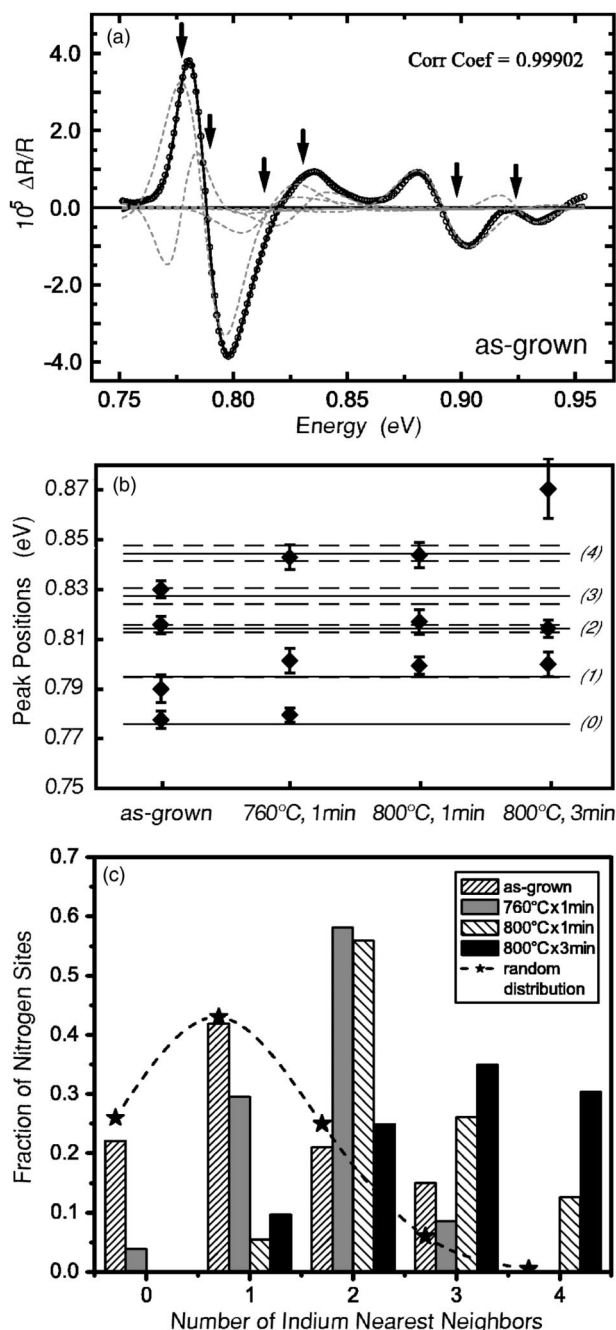 (a)
Corr Coef = 0.99902
4.0
2.0
0.0
-2.0
-4.0
10⁵ ΔR/R
as-grown
0.75 0.80 0.85 0.90 0.95
Energy (eV)
(b)
0.87
0.85
0.83
0.81
0.79
0.77
0.75
Peak Positions (eV)
(4)
(3)
(2)
(1)
(0)
as-grown 760°C, 1min 800°C, 1min 800°C, 3min
(c)
0.7
0.6
0.5
0.4
0.3
0.2
0.1
0.0
Fraction of Nitrogen Sites
as-grown
760°Cx1min
800°Cx1min
800°Cx3min
random
distribution
0 1 2 3 4
Number of Indium Nearest Neighbors